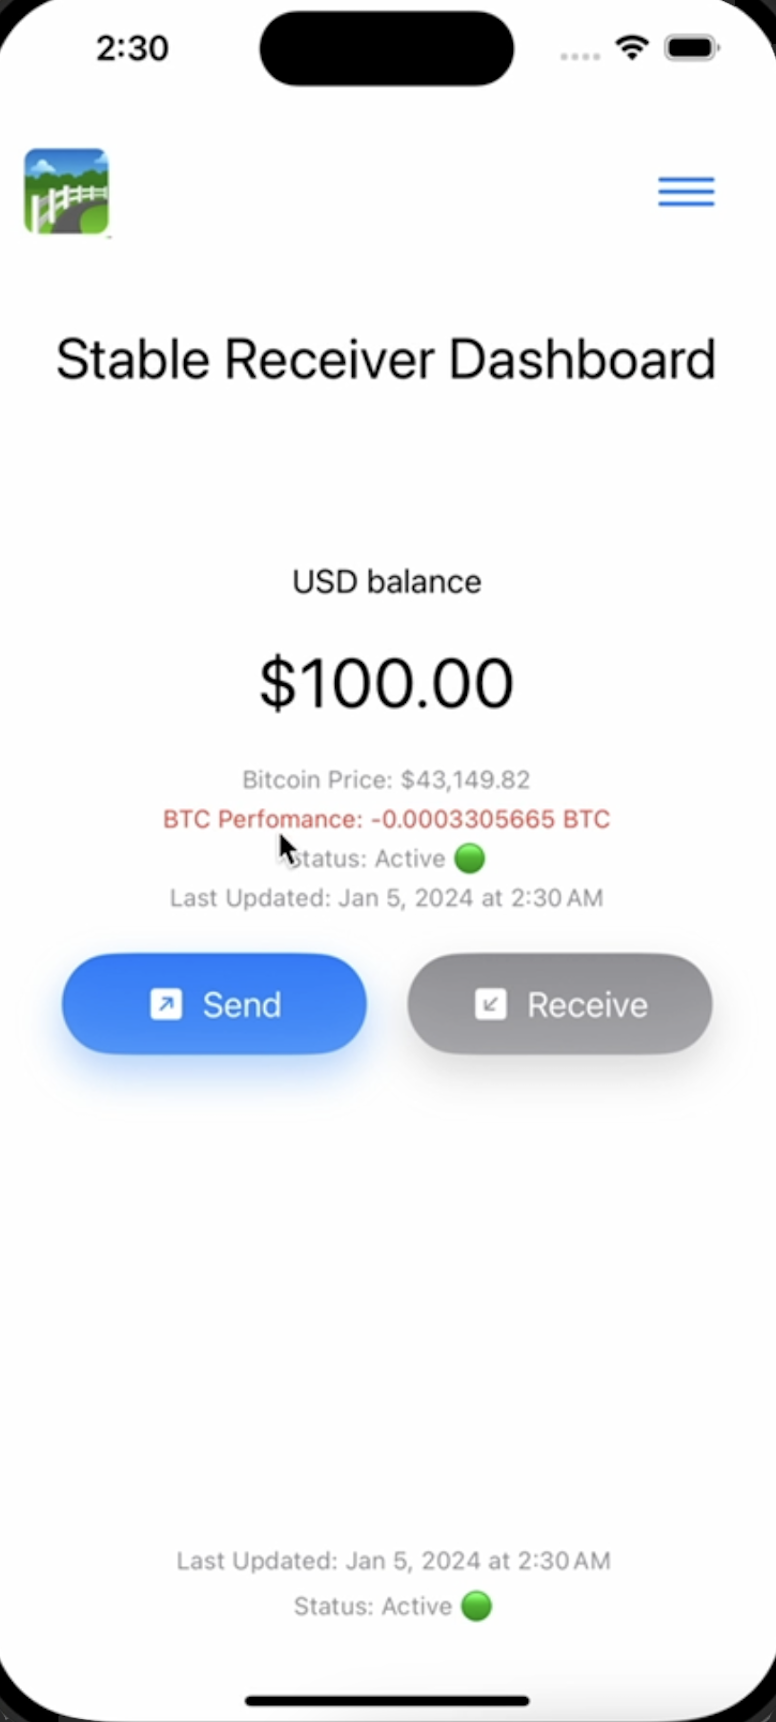 2:30
Stable Receiver Dashboard
USD balance
$100.00
Bitcoin Price: $43,149.82
BTC Perfomance: -0.0003305665 BTC
Status: Active
Last Updated: Jan 5, 2024 at 2:30 AM
Send
Receive
Last Updated: Jan 5, 2024 at 2:30 AM
Status: Active